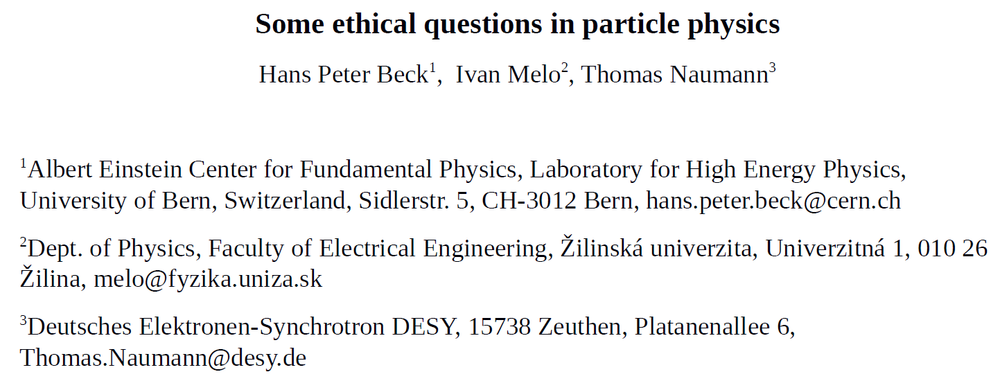 Some ethical questions in particle physics
Hans Peter Beck¹, Ivan Melo², Thomas Naumann³
¹Albert Einstein Center for Fundamental Physics, Laboratory for High Energy Physics,
University of Bern, Switzerland, Sidlerstr. 5, CH-3012 Bern, hans.peter.beck@cern.ch
²Dept. of Physics, Faculty of Electrical Engineering, Žilinská univerzita, Univerzitná 1, 010 26
Žilina, melo@fyzika.uniza.sk
³Deutsches Elektronen-Synchrotron DESY, 15738 Zeuthen, Platanenallee 6,
Thomas.Naumann@desy.de